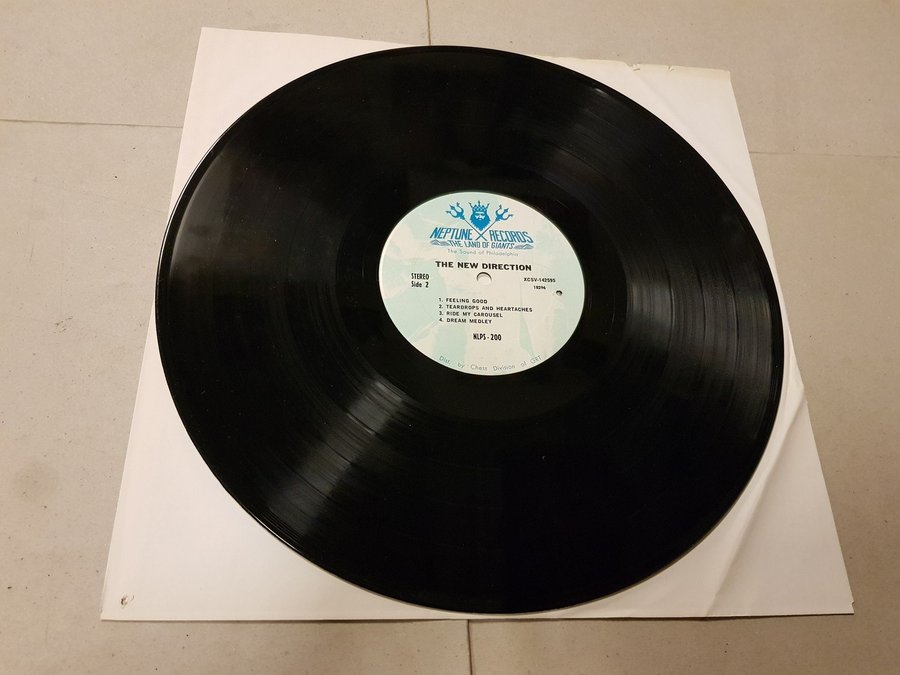 NEPTUNE RECORDS
THE LAND OF GIANTS
The Sound of Philadelphia
THE NEW DIRECTION
STEREO
Side 2
XCSV-142595
18296
1. FEELING GOOD
2. TEARDROPS AND HEARTACHES
3. RIDE MY CAROUSEL
4. DREAM MEDLEY
NLPS - 200
Dist. by Chess Division of GRT